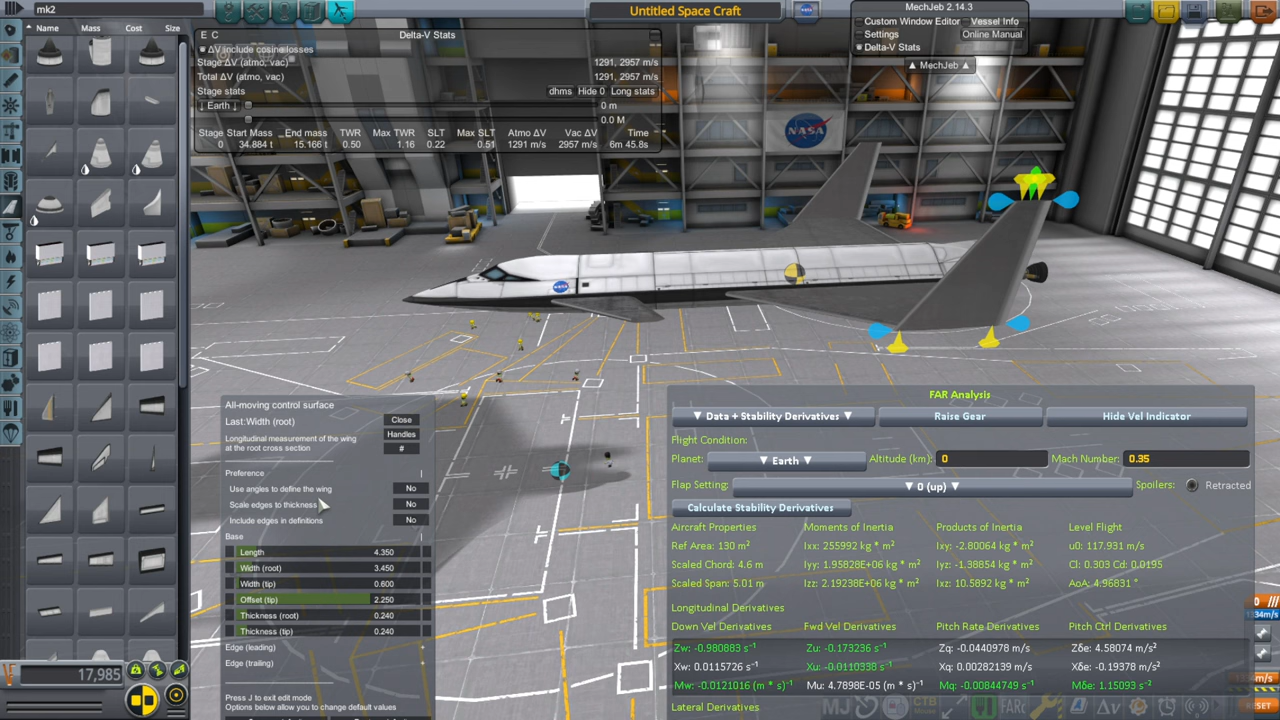 mk2
Untitled Space Craft
MechJeb 2.14.3
Custom Window Editor
Vessel Info
Settings
Online Manual
Delta-V Stats
▲ MechJeb ▲
Name
Mass
Cost
Size
E C
Delta-V Stats
ΔV include cosine losses
Stage ΔV (atmo, vac)
1291, 2957 m/s
Total ΔV (atmo, vac)
1291, 2957 m/s
Stage stats
dhms Hide 0 Long stats
↓ Earth ↓
0 m
0.0 M
Stage Start Mass End mass TWR Max TWR SLT Max SLT Atmo ΔV Vac ΔV Time
0 34.884 t 15.166 t 0.50 1.16 0.22 0.51 1291 m/s 2957 m/s 6m 45.8s
NASA
NASA
All-moving control surface
Close
Last:Width (root)
Handles
Longitudinal measurement of the wing
at the root cross section
#
Preference
Use angles to define the wing No
Scale edges to thickness No
Include edges in definitions No
Base
Length 4.350
Width (root) 3.450
Width (tip) 0.600
Offset (tip) 2.250
Thickness (root) 0.240
Thickness (tip) 0.240
Edge (leading)
Edge (trailing)
Press J to exit edit mode
Options below allow you to change default values
17,985
FAR Analysis
▼ Data + Stability Derivatives ▼
Raise Gear
Hide Vel Indicator
Flight Condition:
Planet: ▼ Earth ▼ Altitude (km): 0 Mach Number: 0.35
Flap Setting: ▼ 0 (up) ▼ Spoilers: Retracted
Calculate Stability Derivatives
Aircraft Properties Moments of Inertia Products of Inertia Level Flight
Ref Area: 130 m² Ixx: 255992 kg * m² Ixy: -2.80064 kg * m² u0: 117.931 m/s
Scaled Chord: 4.6 m Iyy: 1.95828E+06 kg * m² Iyz: -1.38854 kg * m² Cl: 0.303 Cd: 0.0195
Scaled Span: 5.01 m Izz: 2.19238E+06 kg * m² Ixz: 10.5892 kg * m² AoA: 4.96831 °
Longitudinal Derivatives
Down Vel Derivatives Fwd Vel Derivatives Pitch Rate Derivatives Pitch Ctrl Derivatives
Zw: -0.980883 s⁻¹ Zu: -0.173236 s⁻¹ Zq: -0.0440978 m/s Zδe: 4.58074 m/s²
Xw: 0.0115726 s⁻¹ Xu: -0.0110338 s⁻¹ Xq: 0.00282139 m/s Xδe: -0.19378 m/s²
Mw: -0.0121016 (m * s)⁻¹ Mu: 4.7898E-05 (m * s)⁻¹ Mq: -0.00844749 s⁻¹ Mδe: 1.15093 s⁻²
Lateral Derivatives
RESET